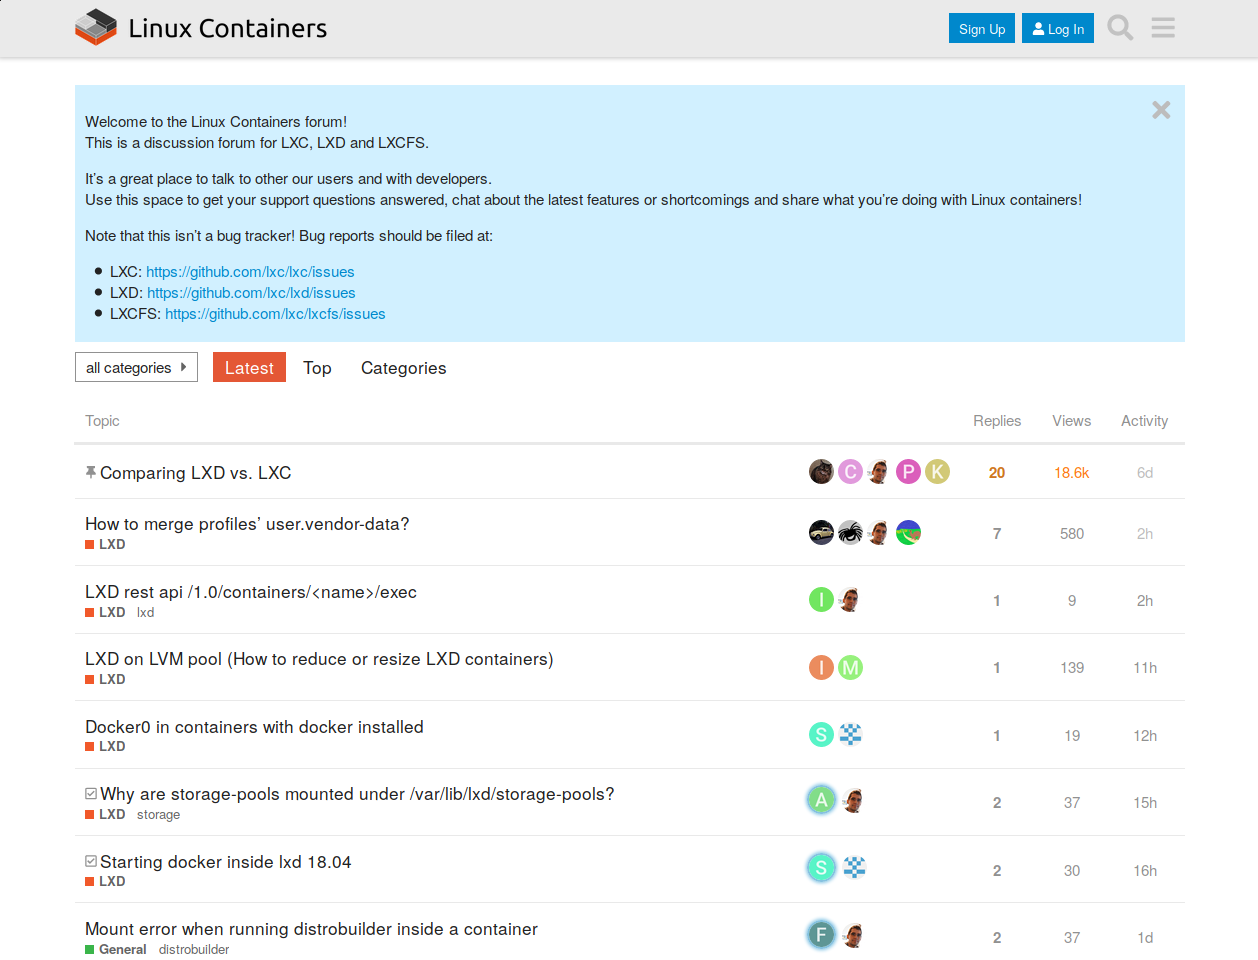 Linux Containers
Sign Up
Log In
Welcome to the Linux Containers forum!
This is a discussion forum for LXC, LXD and LXCFS.
It's a great place to talk to other our users and with developers.
Use this space to get your support questions answered, chat about the latest features or shortcomings and share what you're doing with Linux containers!
Note that this isn't a bug tracker! Bug reports should be filed at:
LXC: https://github.com/lxc/lxc/issues
LXD: https://github.com/lxc/lxd/issues
LXCFS: https://github.com/lxc/lxcfs/issues
all categories
Latest
Top
Categories
Topic Replies Views Activity
Comparing LXD vs. LXC C P K 20 18.6k 6d
How to merge profiles' user.vendor-data? 7 580 2h
LXD
LXD rest api /1.0/containers/<name>/exec I 1 9 2h
LXD lxd
LXD on LVM pool (How to reduce or resize LXD containers) I M 1 139 11h
LXD
Docker0 in containers with docker installed S 1 19 12h
LXD
Why are storage-pools mounted under /var/lib/lxd/storage-pools? A 2 37 15h
LXD storage
Starting docker inside lxd 18.04 S 2 30 16h
LXD
Mount error when running distrobuilder inside a container F 2 37 1d
General distrobuilder